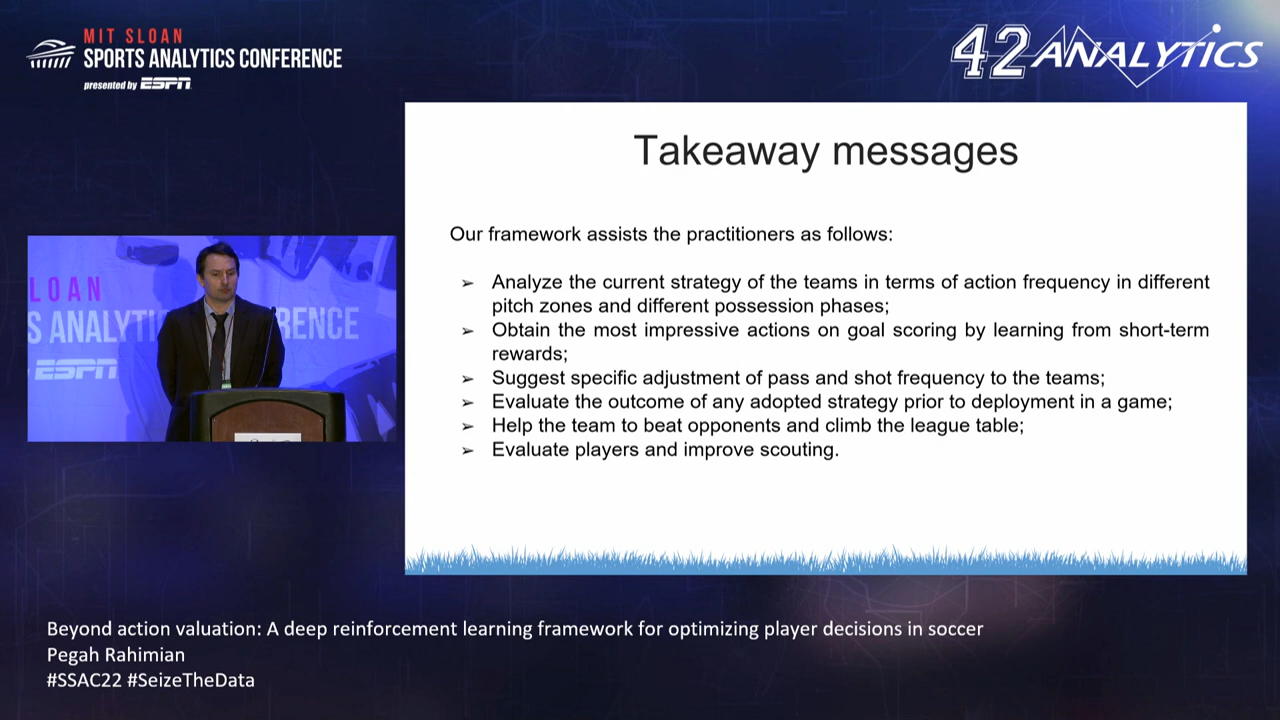 MIT SLOAN
SPORTS ANALYTICS CONFERENCE
presented by ESPN
42 ANALYTICS
Takeaway messages
Our framework assists the practitioners as follows:
➢ Analyze the current strategy of the teams in terms of action frequency in different
pitch zones and different possession phases;
➢ Obtain the most impressive actions on goal scoring by learning from short-term
rewards;
➢ Suggest specific adjustment of pass and shot frequency to the teams;
➢ Evaluate the outcome of any adopted strategy prior to deployment in a game;
➢ Help the team to beat opponents and climb the league table;
➢ Evaluate players and improve scouting.
LOAN
S ANALYTI RENCE
ESPN
Beyond action valuation: A deep reinforcement learning framework for optimizing player decisions in soccer
Pegah Rahimian
#SSAC22 #SeizeTheData